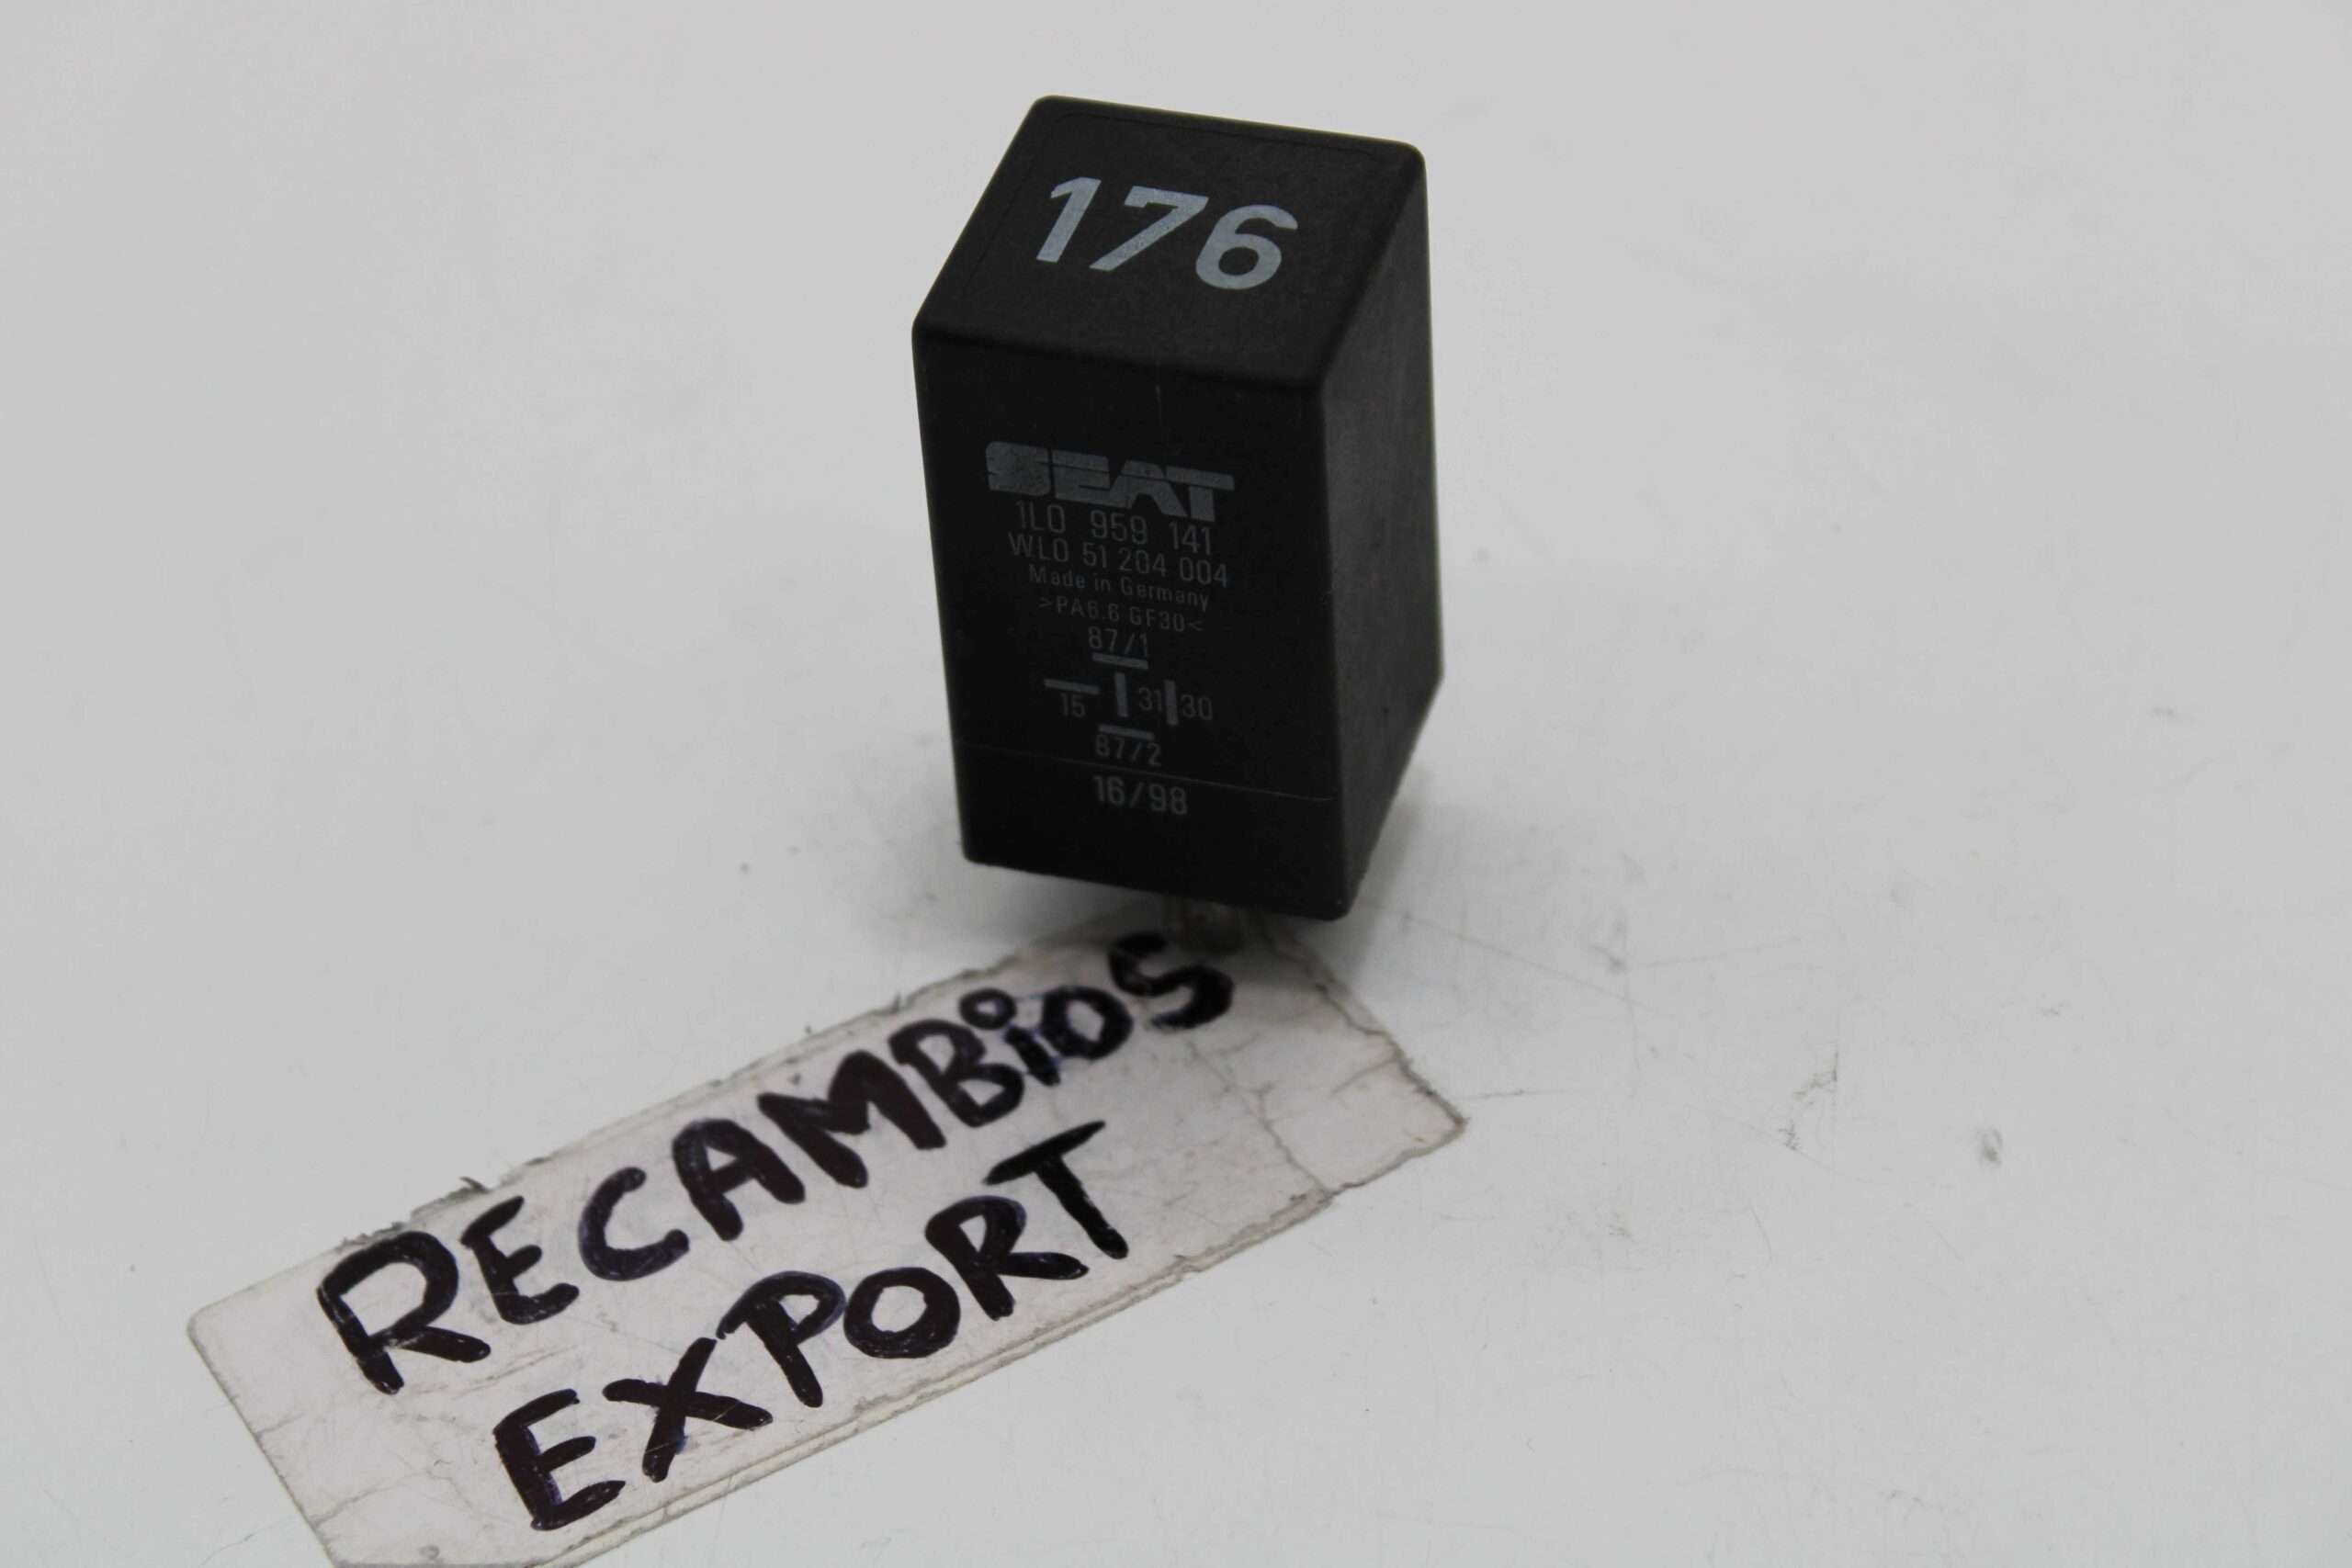 176
SEAT
1L0 959 141
WL0 51 204 004
Made in Germany
>PA6.6 GF30<
87/1
15 31 30
87/2
16/98
RECAMBiOS
EXPORT